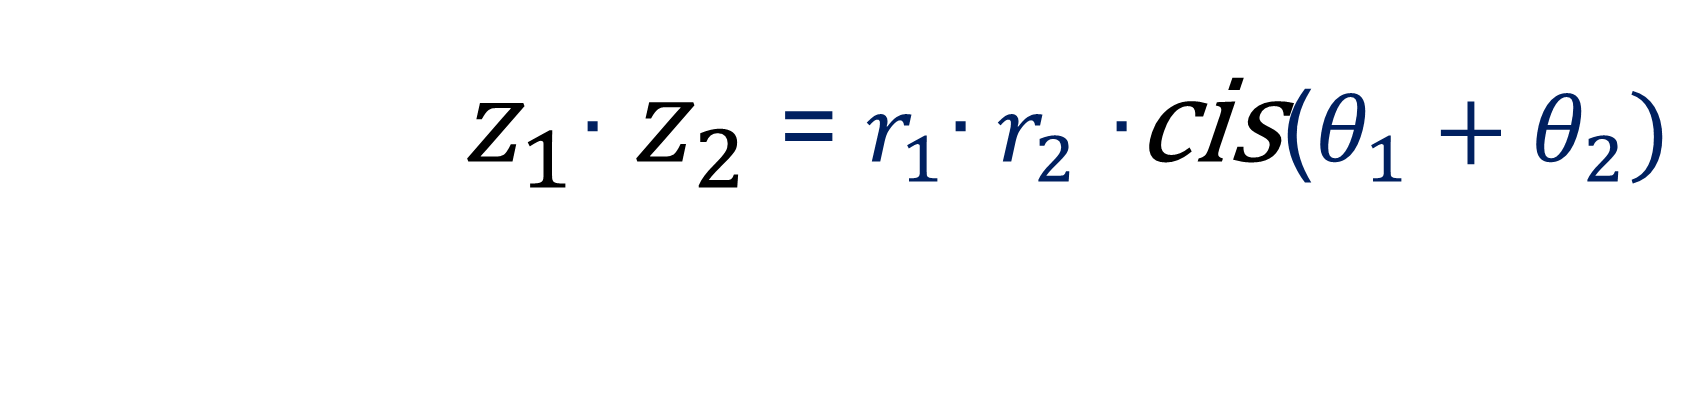 z₁ · z₂ = r₁ · r₂ · cis(θ₁ + θ₂)